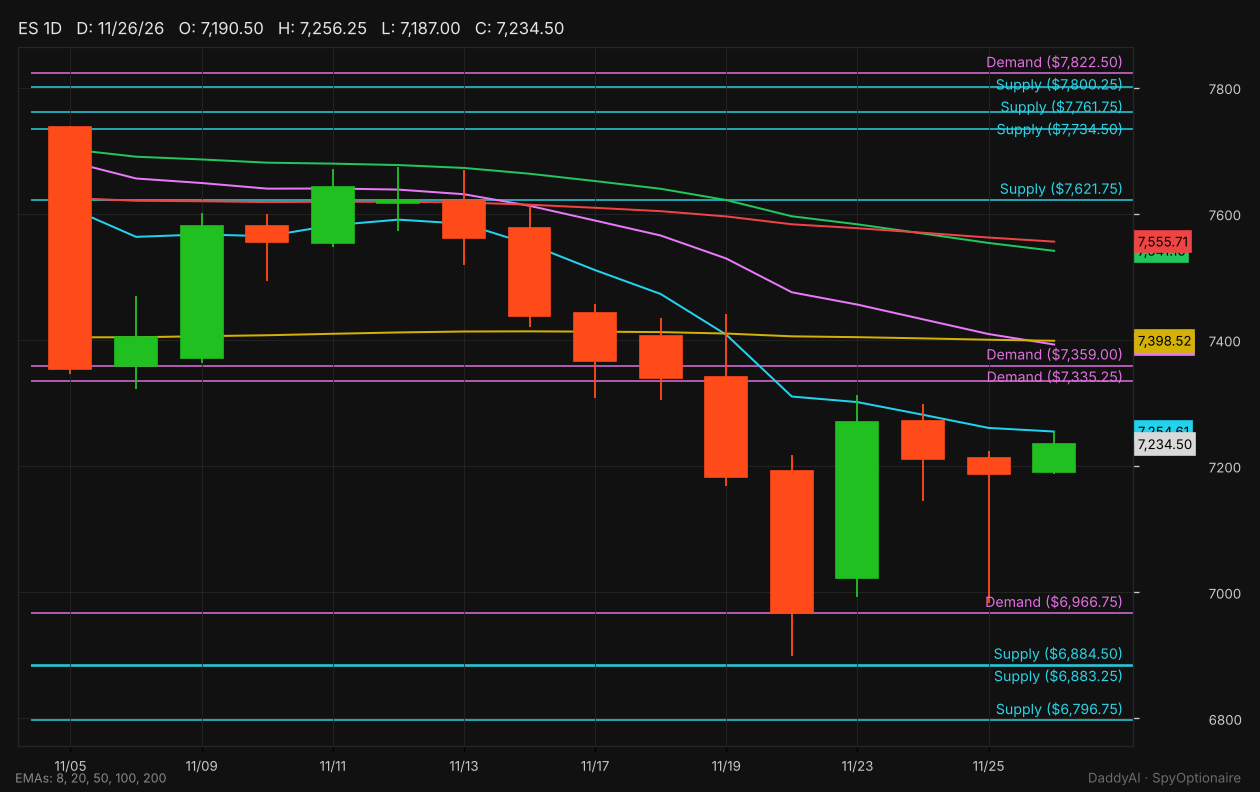 ES 1D D: 11/26/26 O: 7,190.50 H: 7,256.25 L: 7,187.00 C: 7,234.50
Demand ($7,822.50)
Supply ($7,800.25)
7800
Supply ($7,761.75)
Supply ($7,734.50)
Supply ($7,621.75)
7600
7,555.71
7,398.52
7400
Demand ($7,359.00)
Demand ($7,335.25)
7,254.61
7,234.50
7200
Demand ($6,966.75)
7000
Supply ($6,884.50)
Supply ($6,883.25)
Supply ($6,796.75)
6800
11/05 11/09 11/11 11/13 11/17 11/19 11/23 11/25
EMAs: 8, 20, 50, 100, 200
DaddyAI · SpyOptionaire